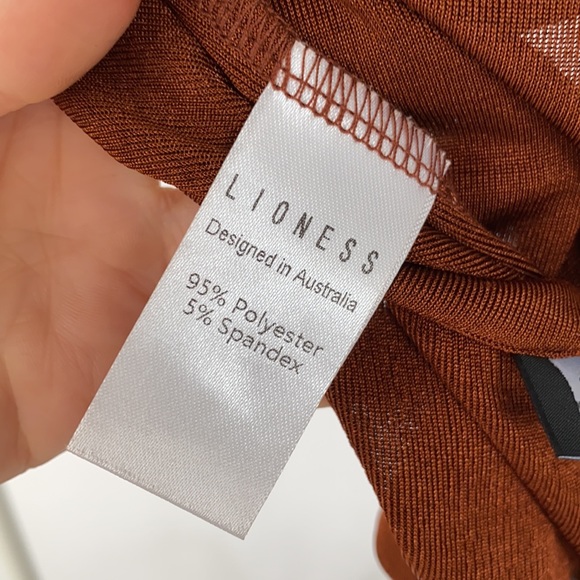 LIONESS
Designed in Australia
95% Polyester
5% Spandex